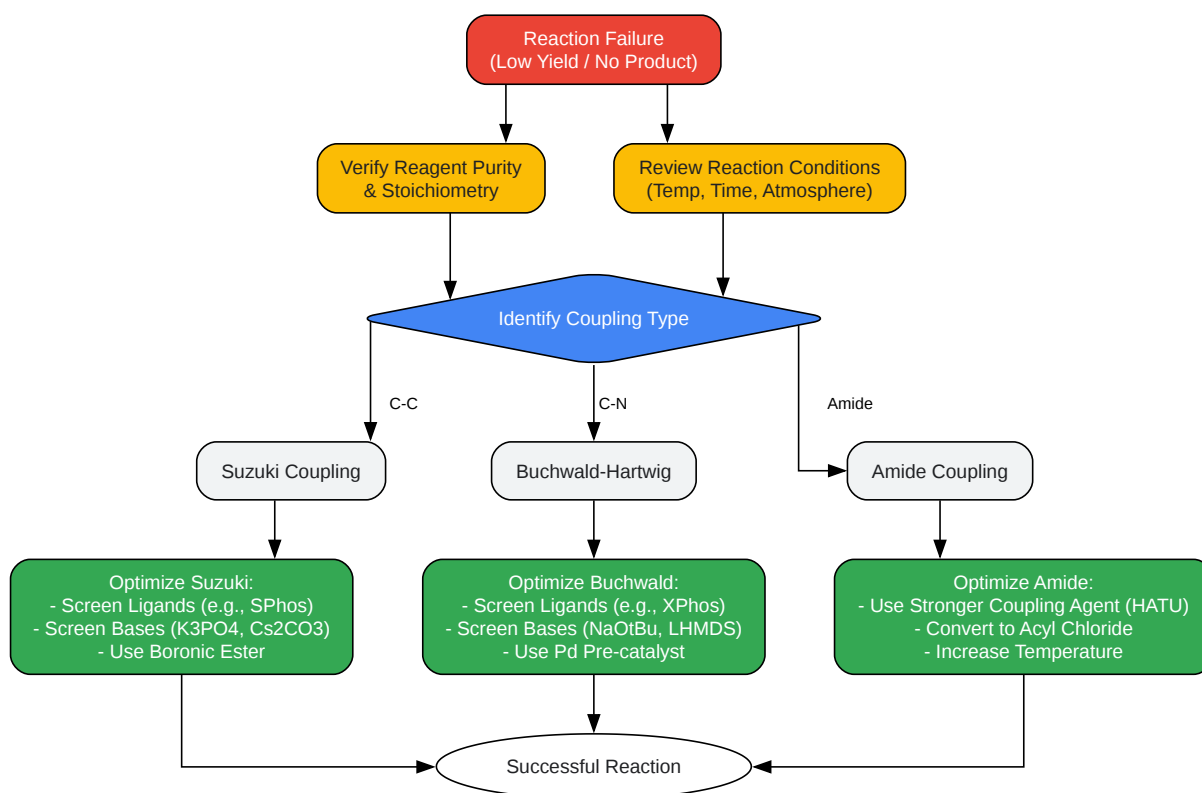 Reaction Failure
(Low Yield / No Product)
Verify Reagent Purity
& Stoichiometry
Review Reaction Conditions
(Temp, Time, Atmosphere)
Identify Coupling Type
C-C
C-N
Amide
Suzuki Coupling
Buchwald-Hartwig
Amide Coupling
Optimize Suzuki:
- Screen Ligands (e.g., SPhos)
- Screen Bases (K3PO4, Cs2CO3)
- Use Boronic Ester
Optimize Buchwald:
- Screen Ligands (e.g., XPhos)
- Screen Bases (NaOtBu, LHMDS)
- Use Pd Pre-catalyst
Optimize Amide:
- Use Stronger Coupling Agent (HATU)
- Convert to Acyl Chloride
- Increase Temperature
Successful Reaction